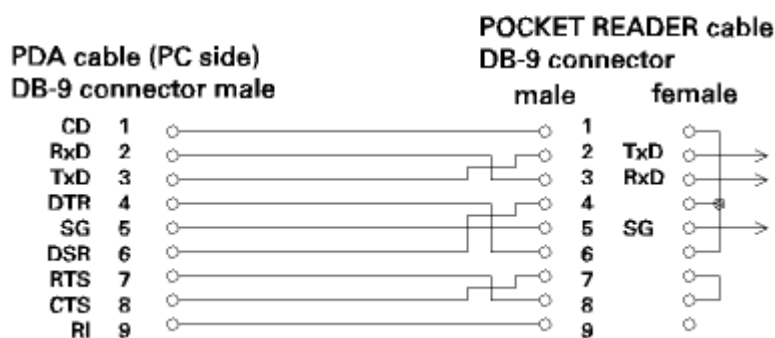 POCKET READER cable
PDA cable (PC side) DB-9 connector
DB-9 connector male male female
CD 1 1
RxD 2 2 TxD
TxD 3 3 RxD
DTR 4 4
SG 5 5 SG
DSR 6 6
RTS 7 7
CTS 8 8
RI 9 9